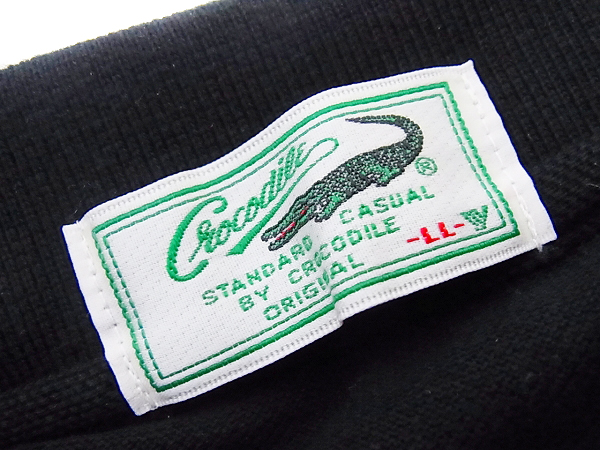 Crocodile ®
STANDARD CASUAL
BY CROCODILE
ORIGINAL
-LL-